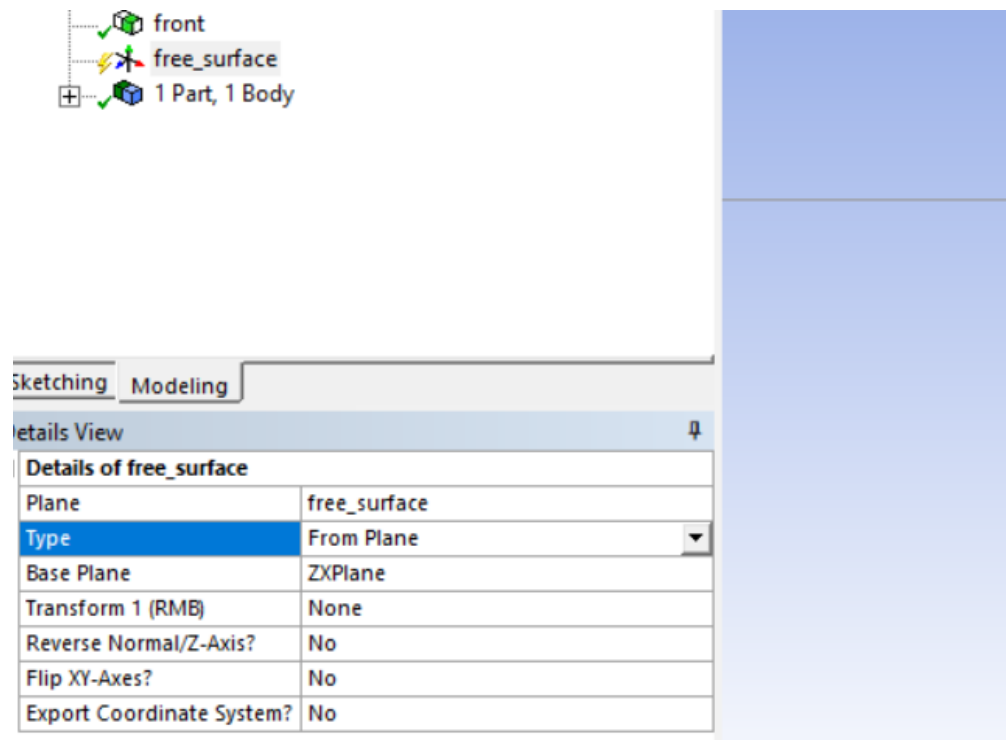 front
free_surface
1 Part, 1 Body
Sketching Modeling
Details View
Details of free_surface
Plane free_surface
Type From Plane
Base Plane ZXPlane
Transform 1 (RMB) None
Reverse Normal/Z-Axis? No
Flip XY-Axes? No
Export Coordinate System? No